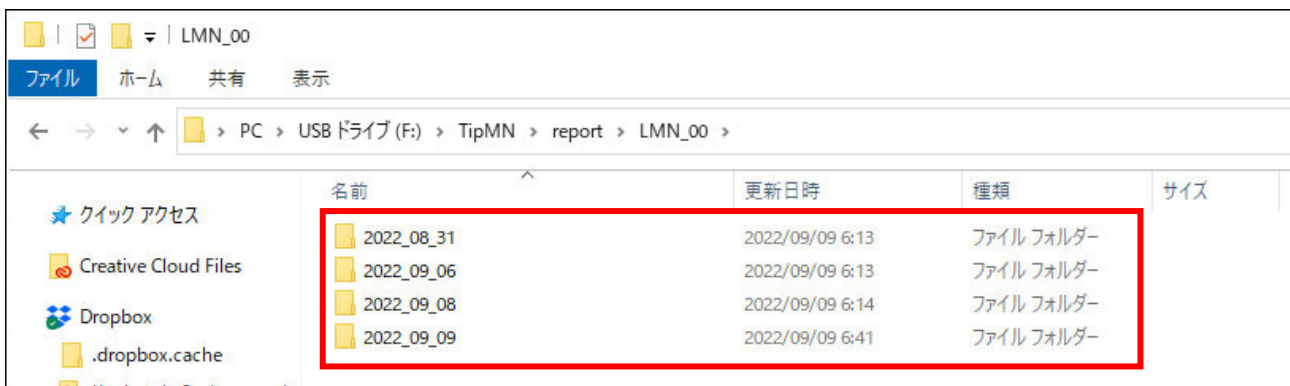 LMN_00
ファイル ホーム 共有 表示
PC > USB ドライブ (F:) > TipMN > report > LMN_00 >
名前 更新日時 種類 サイズ
クイック アクセス
2022_08_31 2022/09/09 6:13 ファイル フォルダー
Creative Cloud Files
2022_09_06 2022/09/09 6:13 ファイル フォルダー
2022_09_08 2022/09/09 6:14 ファイル フォルダー
Dropbox
2022_09_09 2022/09/09 6:41 ファイル フォルダー
.dropbox.cache